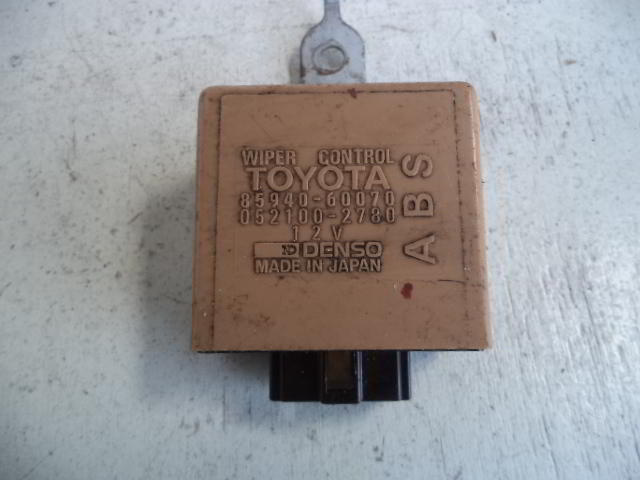 WIPER CONTROL
TOYOTA
85940-60070
052100-2780
12V
DENSO
MADE IN JAPAN
ABS